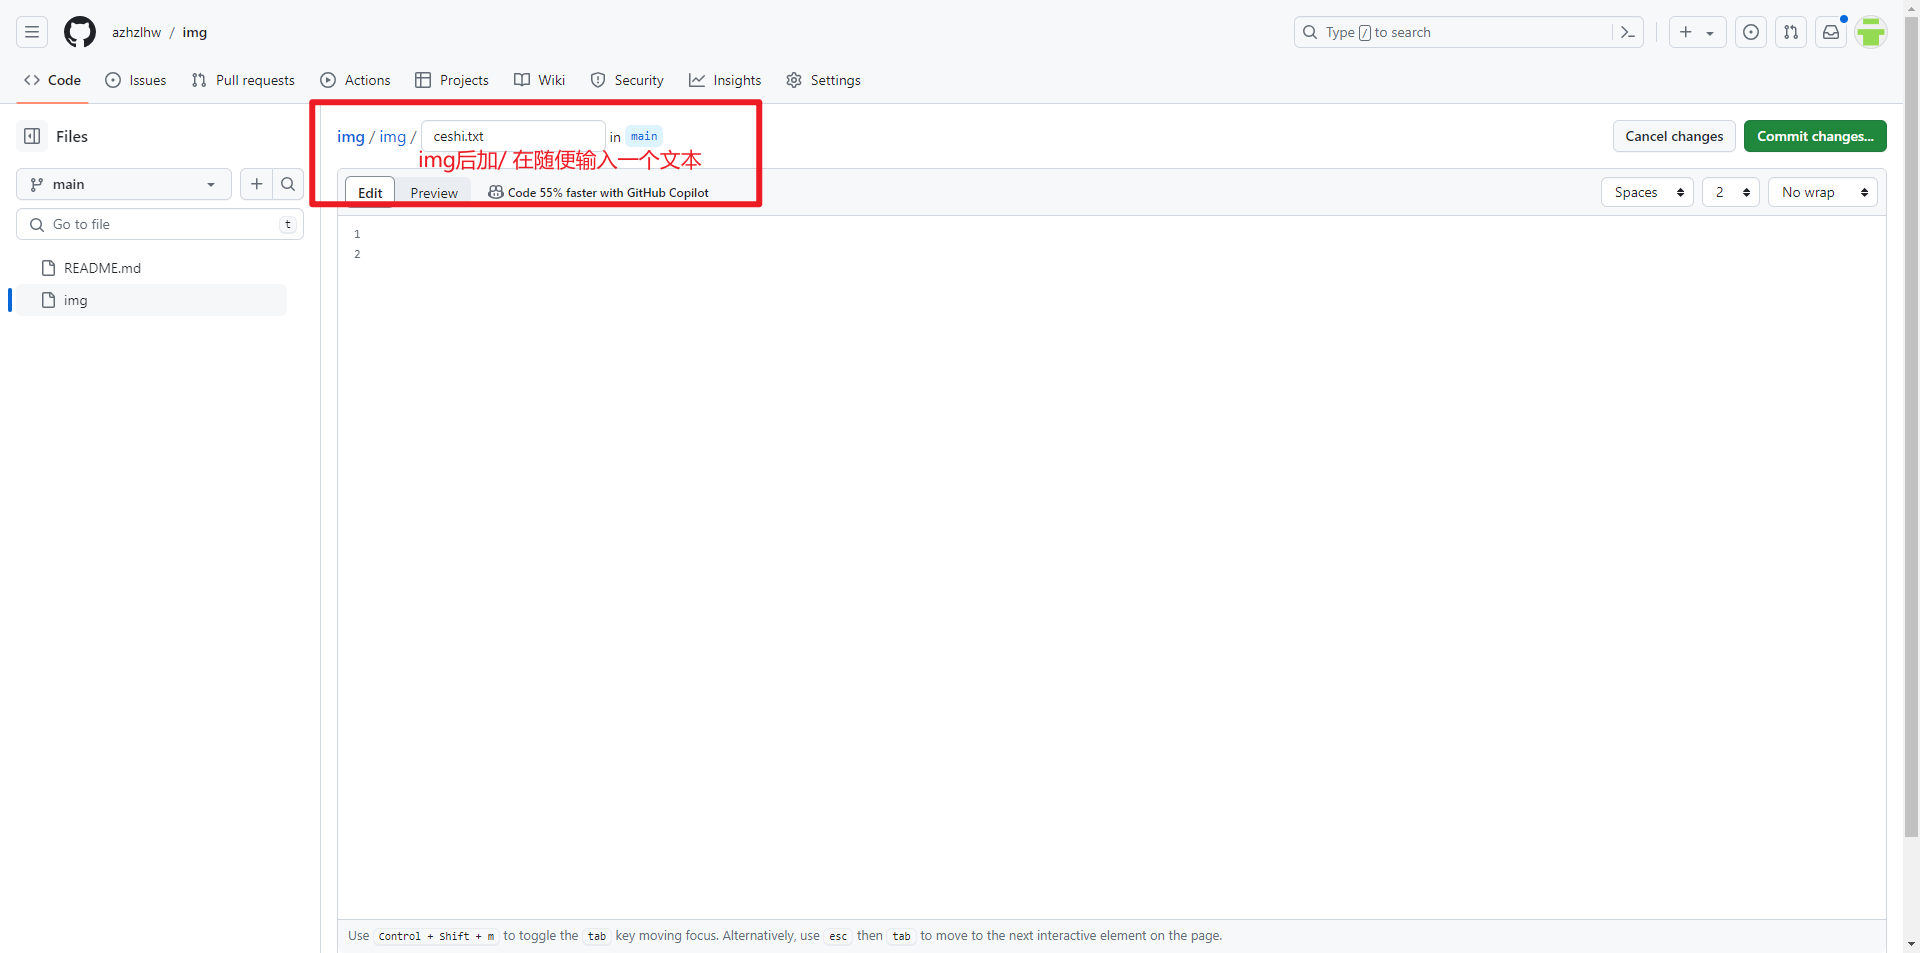 azhzlhw / img
Type / to search
Code
Issues
Pull requests
Actions
Projects
Wiki
Security
Insights
Settings
Files
main
Go to file
t
README.md
img
img / img / ceshi.txt in main
img后加/ 在随便输入一个文本
Cancel changes
Commit changes...
Edit
Preview
Code 55% faster with GitHub Copilot
Spaces
2
No wrap
1
2
Use Control + Shift + m to toggle the tab key moving focus. Alternatively, use esc then tab to move to the next interactive element on the page.